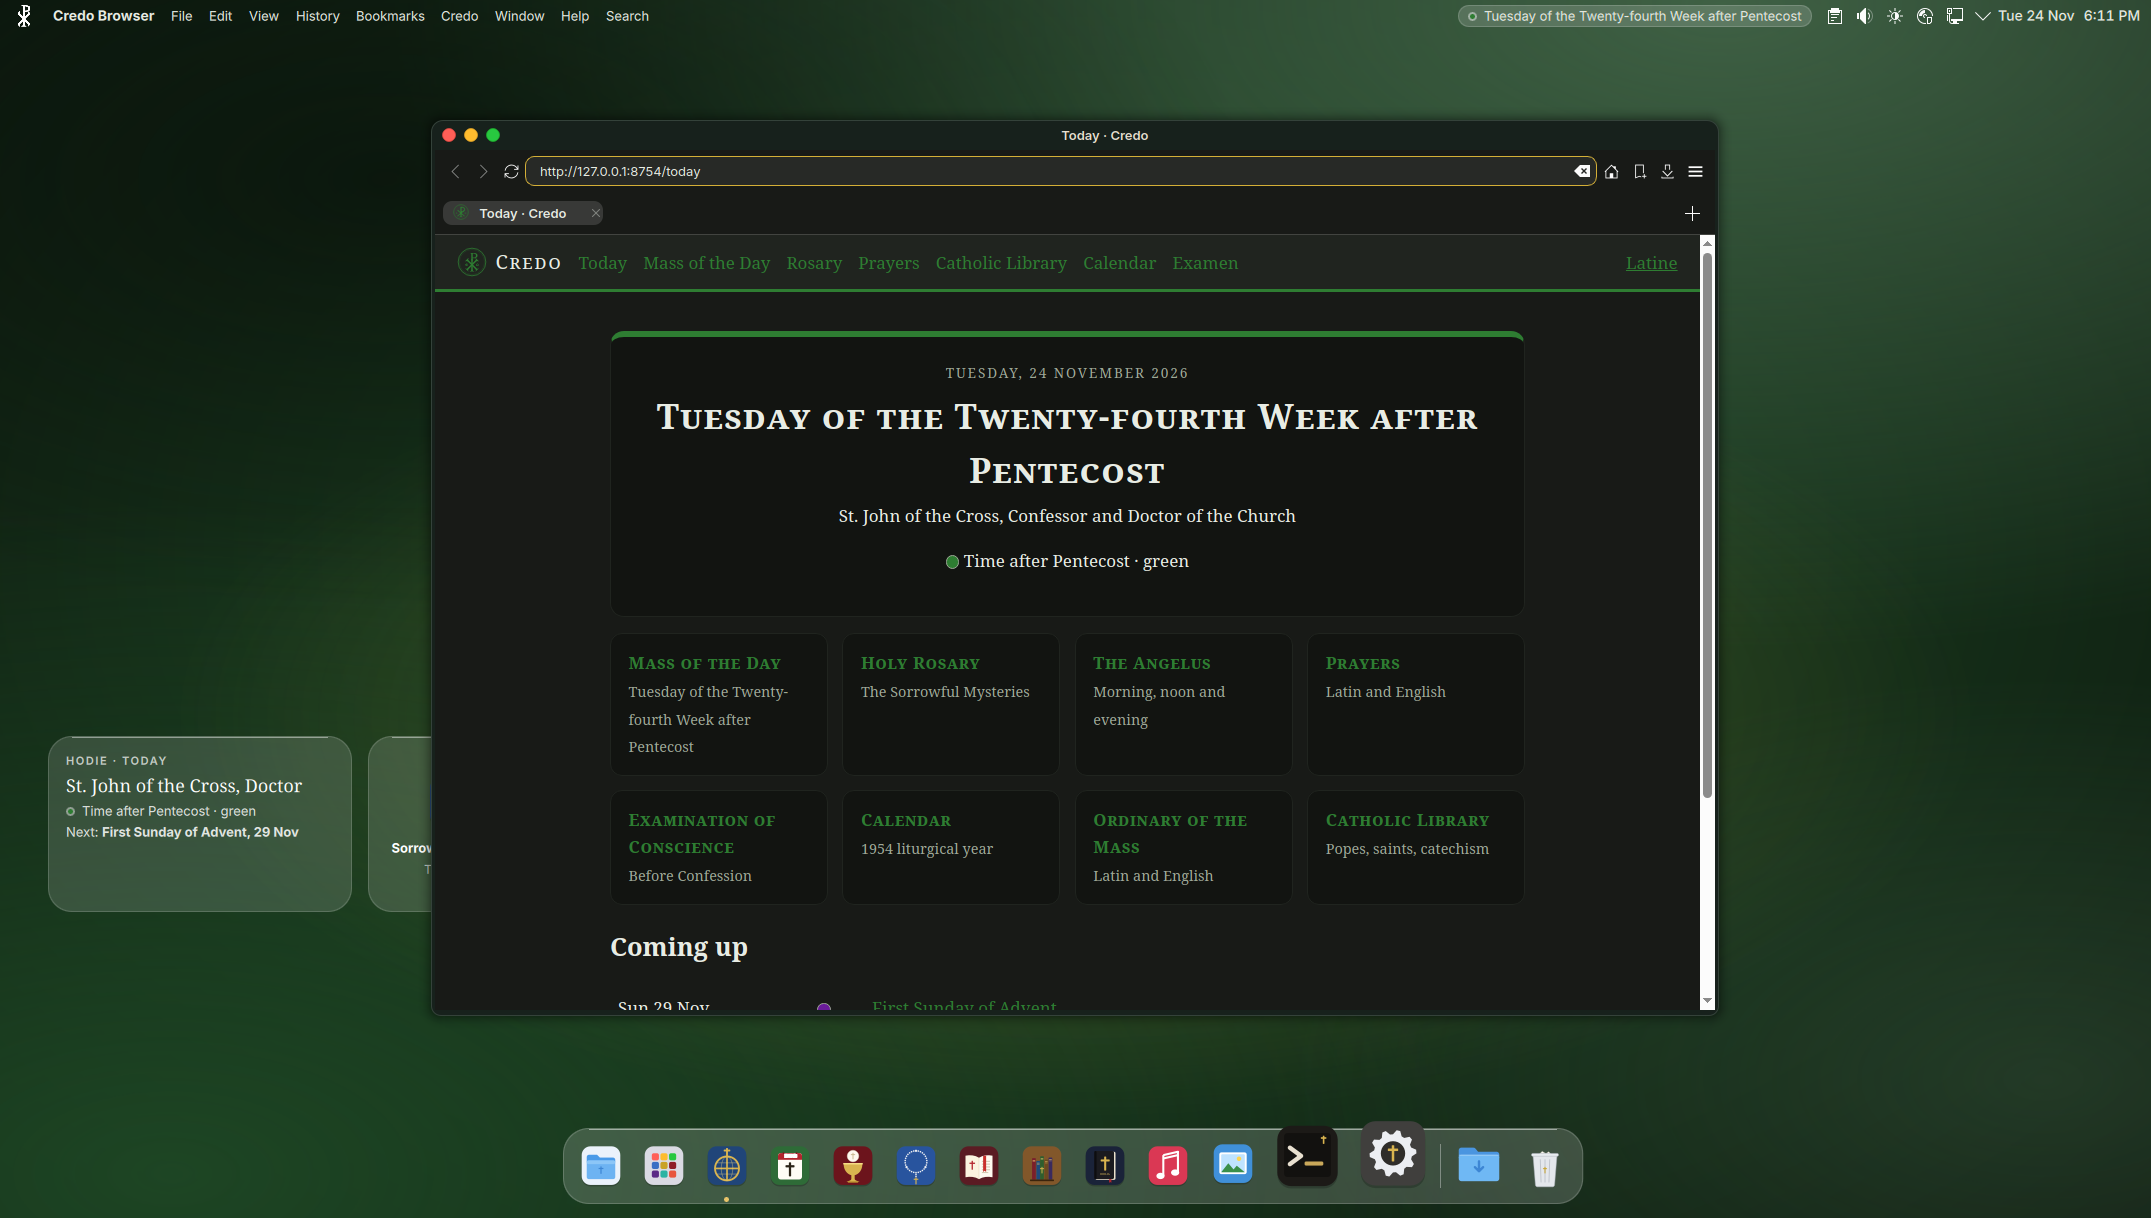 Credo Browser File Edit View History Bookmarks Credo Window Help Search
Tuesday of the Twenty-fourth Week after Pentecost
Tue 24 Nov 6:11 PM
Today · Credo
http://127.0.0.1:8754/today
Today · Credo
CREDO Today Mass of the Day Rosary Prayers Catholic Library Calendar Examen Latine
TUESDAY, 24 NOVEMBER 2026
TUESDAY OF THE TWENTY-FOURTH WEEK AFTER
PENTECOST
St. John of the Cross, Confessor and Doctor of the Church
Time after Pentecost · green
MASS OF THE DAY
Tuesday of the Twenty-
fourth Week after
Pentecost
HOLY ROSARY
The Sorrowful Mysteries
THE ANGELUS
Morning, noon and
evening
PRAYERS
Latin and English
EXAMINATION OF
CONSCIENCE
Before Confession
CALENDAR
1954 liturgical year
ORDINARY OF THE
MASS
Latin and English
CATHOLIC LIBRARY
Popes, saints, catechism
Coming up
Sun 29 Nov First Sunday of Advent
HODIE · TODAY
St. John of the Cross, Doctor
Time after Pentecost · green
Next: First Sunday of Advent, 29 Nov